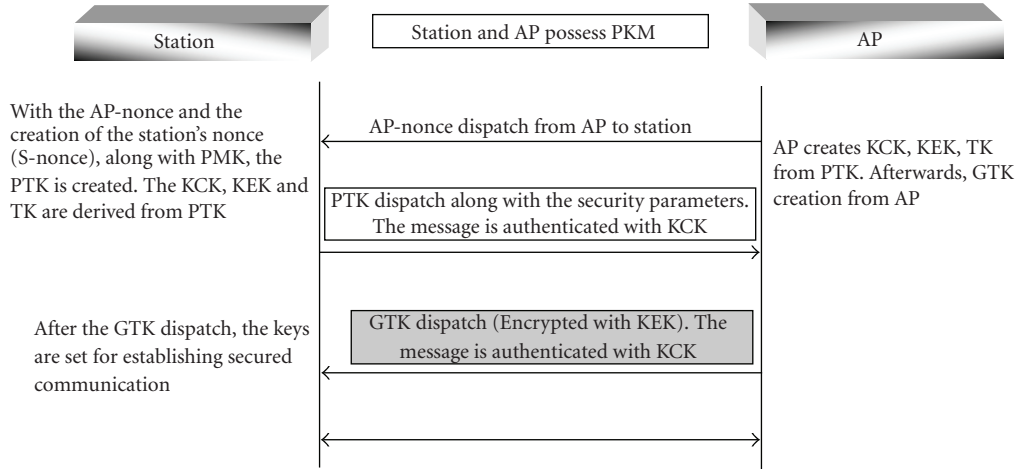 Station
Station and AP possess PKM
AP
With the AP-nonce and the
creation of the station's nonce
(S-nonce), along with PMK, the
PTK is created. The KCK, KEK and
TK are derived from PTK
AP-nonce dispatch from AP to station
AP creates KCK, KEK, TK
from PTK. Afterwards, GTK
creation from AP
PTK dispatch along with the security parameters.
The message is authenticated with KCK
After the GTK dispatch, the keys
are set for establishing secured
communication
GTK dispatch (Encrypted with KEK). The
message is authenticated with KCK